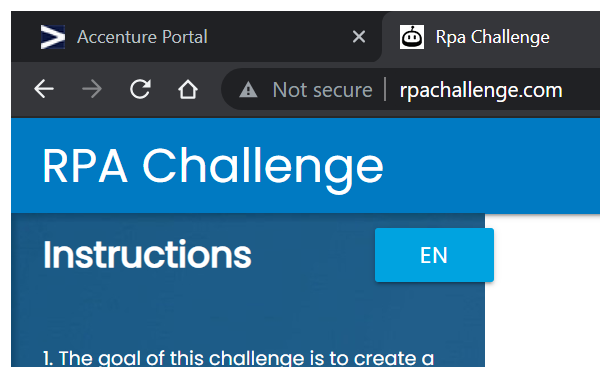 Accenture Portal
Rpa Challenge
Not secure | rpachallenge.com
RPA Challenge
Instructions
EN
1. The goal of this challenge is to create a